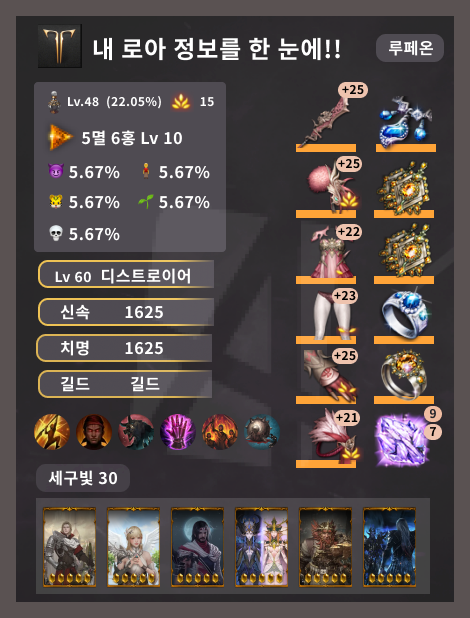 내 로아 정보를 한 눈에!!
루페온
Lv.48 (22.05%) 15
5멸 6홍 Lv 10
5.67% 5.67%
5.67% 5.67%
5.67%
Lv 60 디스트로이어
신속 1625
치명 1625
길드 길드
세구빛 30
+25
+25
+22
+23
+25
+21
9
7